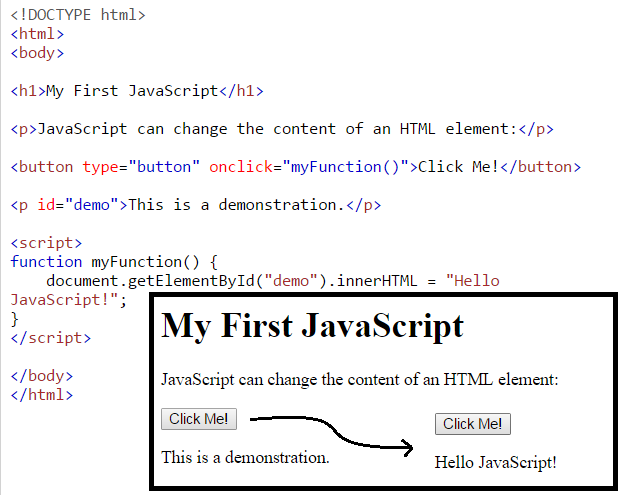 <!DOCTYPE html>
<html>
<body>
<h1>My First JavaScript</h1>
<p>JavaScript can change the content of an HTML element:</p>
<button type="button" onclick="myFunction()">Click Me!</button>
<p id="demo">This is a demonstration.</p>
<script>
function myFunction() {
    document.getElementById("demo").innerHTML = "Hello
JavaScript!";
}
</script>
</body>
</html>
My First JavaScript
JavaScript can change the content of an HTML element:
Click Me!
This is a demonstration.
Click Me!
Hello JavaScript!